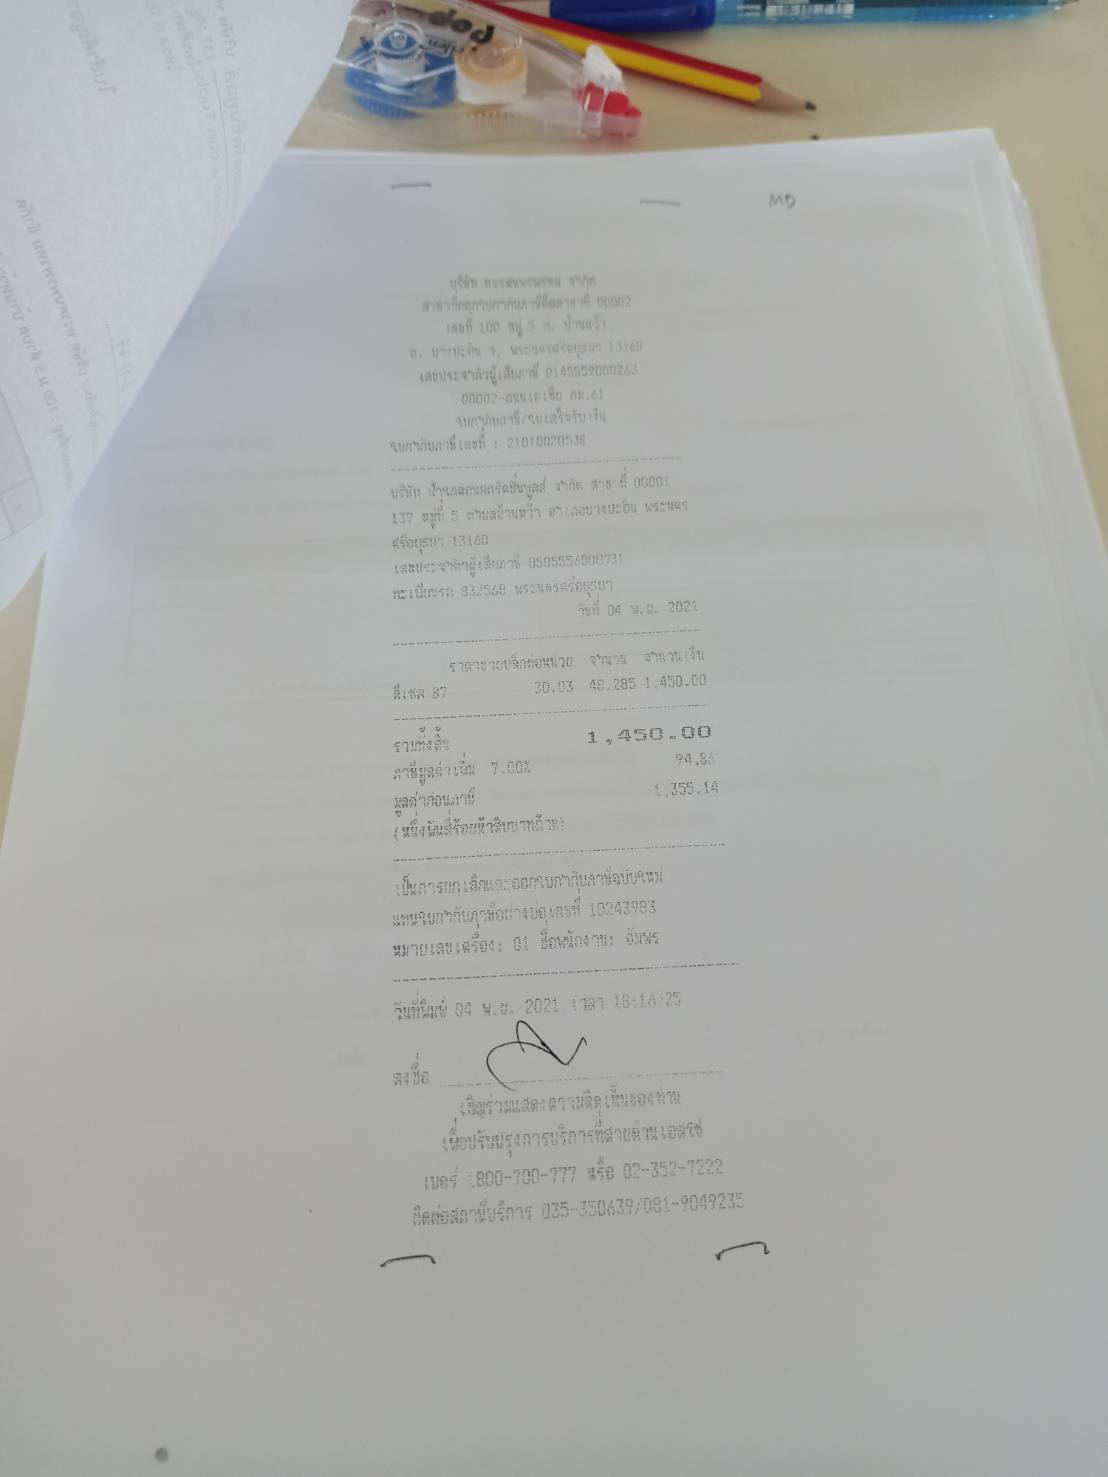 MD
บริษัท จำกัด
สาขาที่ออกใบกำกับภาษีคือสาขาที่ 00002
เลขที่ 100 หมู่ 5 ต. บ้านหว้า
อ. บางปะอิน จ. พระนครศรีอยุธยา 13160
เลขประจำตัวผู้เสียภาษี 0145559000263
00002-ถนนเอเซีย กม.61
ใบกำกับภาษี/ใบเสร็จรับเงิน
ใบกำกับภาษีเลขที่ : 21010020538
บริษัท จำกัด สาขาที่ 00001
137 หมู่ที่ 5 ตำบลบ้านหว้า อำเภอบางปะอิน พระนคร
ศรีอยุธยา 13160
เลขประจำตัวผู้เสียภาษี 0505556000731
ทะเบียนรถ 832568 พระนครศรีอยุธยา
วันที่ 04 พ.ย. 2021
ราคาขายปลีกต่อหน่วย จำนวน จำนวนเงิน
ดีเซล B7 30.03 48.285 1,450.00
รวมทั้งสิ้น 1,450.00
ภาษีมูลค่าเพิ่ม 7.00% 94.86
มูลค่าก่อนภาษี 1,355.14
(หนึ่งพันสี่ร้อยห้าสิบบาทถ้วน)
เป็นการยกเลิกและออกใบกำกับภาษีฉบับใหม่
แทนใบกำกับภาษีอย่างย่อเลขที่ 10243983
หมายเลขเครื่อง: 01 ชื่อพนักงาน: อัมพร
วันที่พิมพ์ 04 พ.ย. 2021 เวลา 18:16:25
ลงชื่อ
เชิญร่วมแสดงความคิดเห็นของท่าน
เพื่อปรับปรุงการบริการที่สายด่วนเอสโซ่
เบอร์ 1800-700-777 หรือ 02-352-7222
ติดต่อสถานีบริการ 035-350639/081-9049235